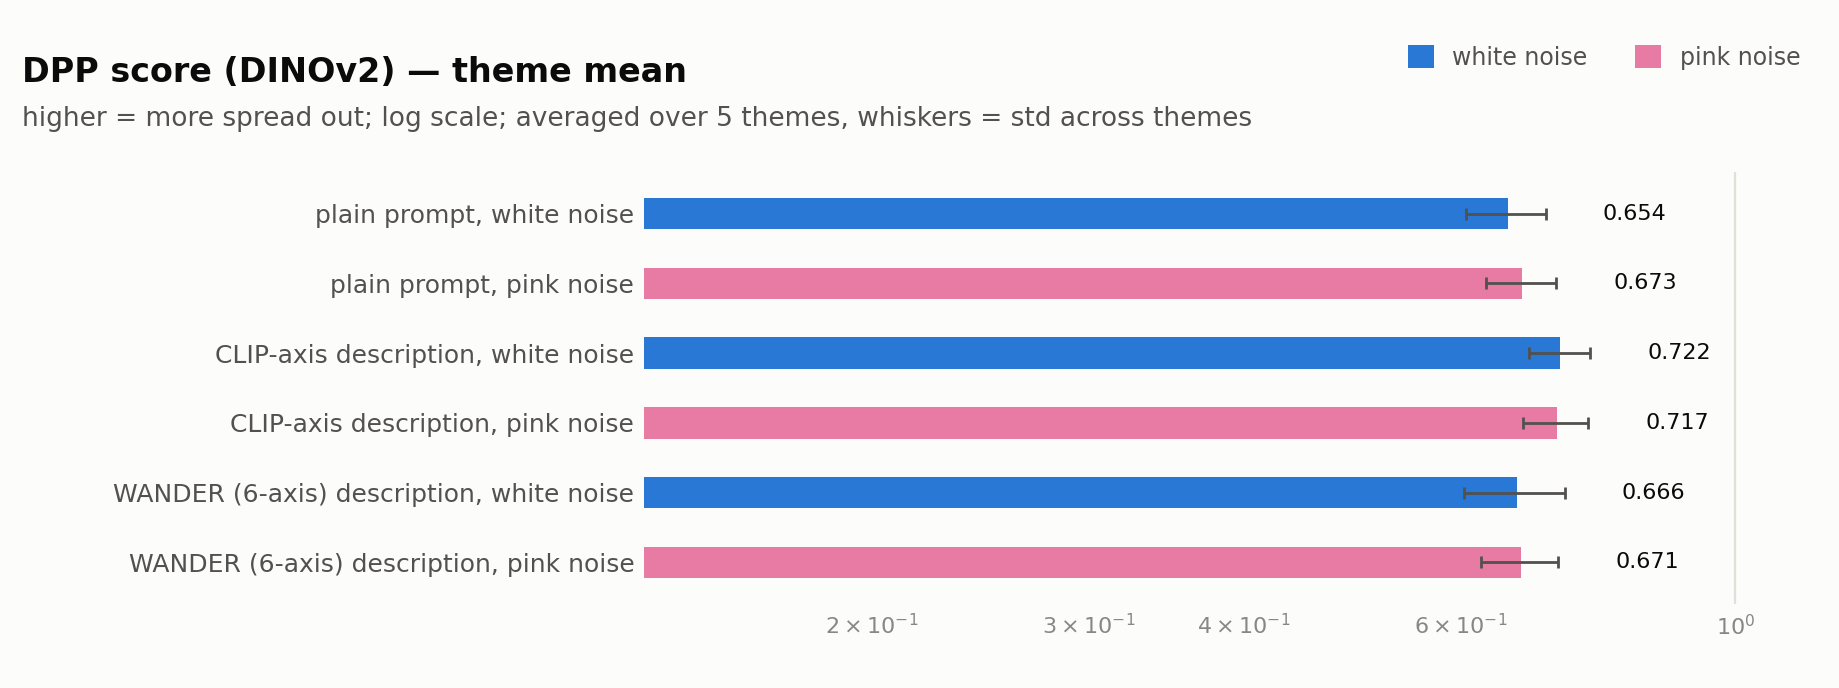 DPP score (DINOv2) — theme mean
higher = more spread out; log scale; averaged over 5 themes, whiskers = std across themes
white noise
pink noise
plain prompt, white noise 0.654
plain prompt, pink noise 0.673
CLIP-axis description, white noise 0.722
CLIP-axis description, pink noise 0.717
WANDER (6-axis) description, white noise 0.666
WANDER (6-axis) description, pink noise 0.671
2 × 10⁻¹ 3 × 10⁻¹ 4 × 10⁻¹ 6 × 10⁻¹ 10⁰